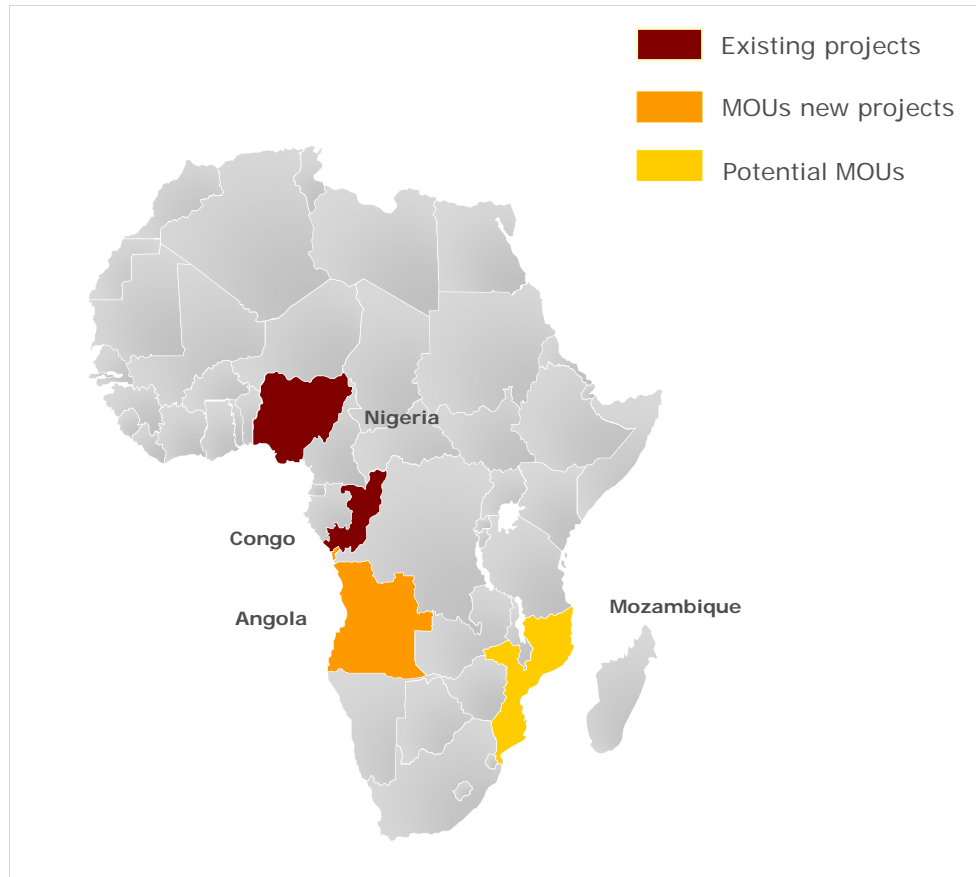 Existing projects
MOUs new projects
Potential MOUs
Nigeria
Congo
Angola
Mozambique